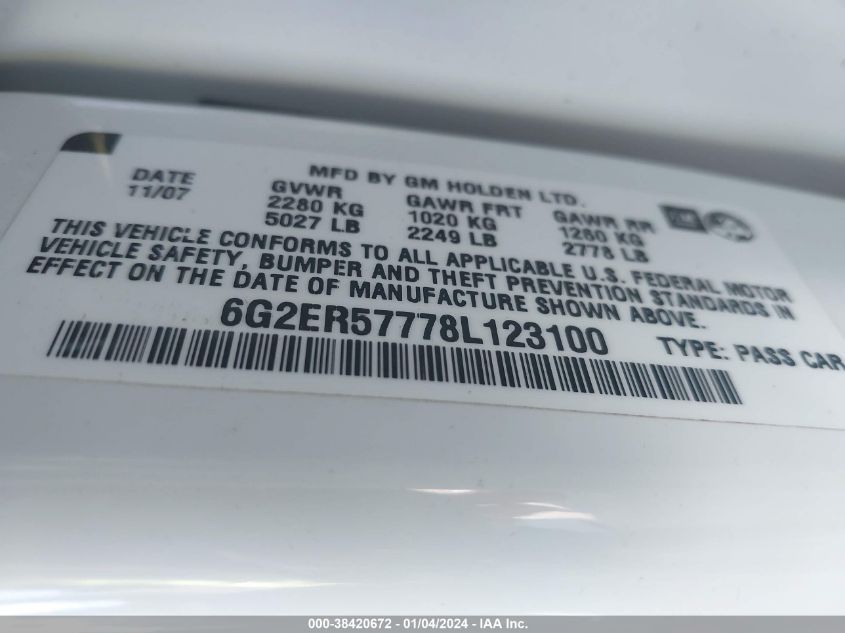 MFD BY GM HOLDEN LTD.
DATE
11/07
GVWR
2280 KG
5027 LB
GAWR FRT
1020 KG
2249 LB
GAWR RR
1260 KG
2778 LB
GM
THIS VEHICLE CONFORMS TO ALL APPLICABLE U.S. FEDERAL MOTOR
VEHICLE SAFETY, BUMPER AND THEFT PREVENTION STANDARDS IN
EFFECT ON THE DATE OF MANUFACTURE SHOWN ABOVE.
6G2ER57778L123100
TYPE: PASS CAR
000-38420672 - 01/04/2024 - IAA Inc.